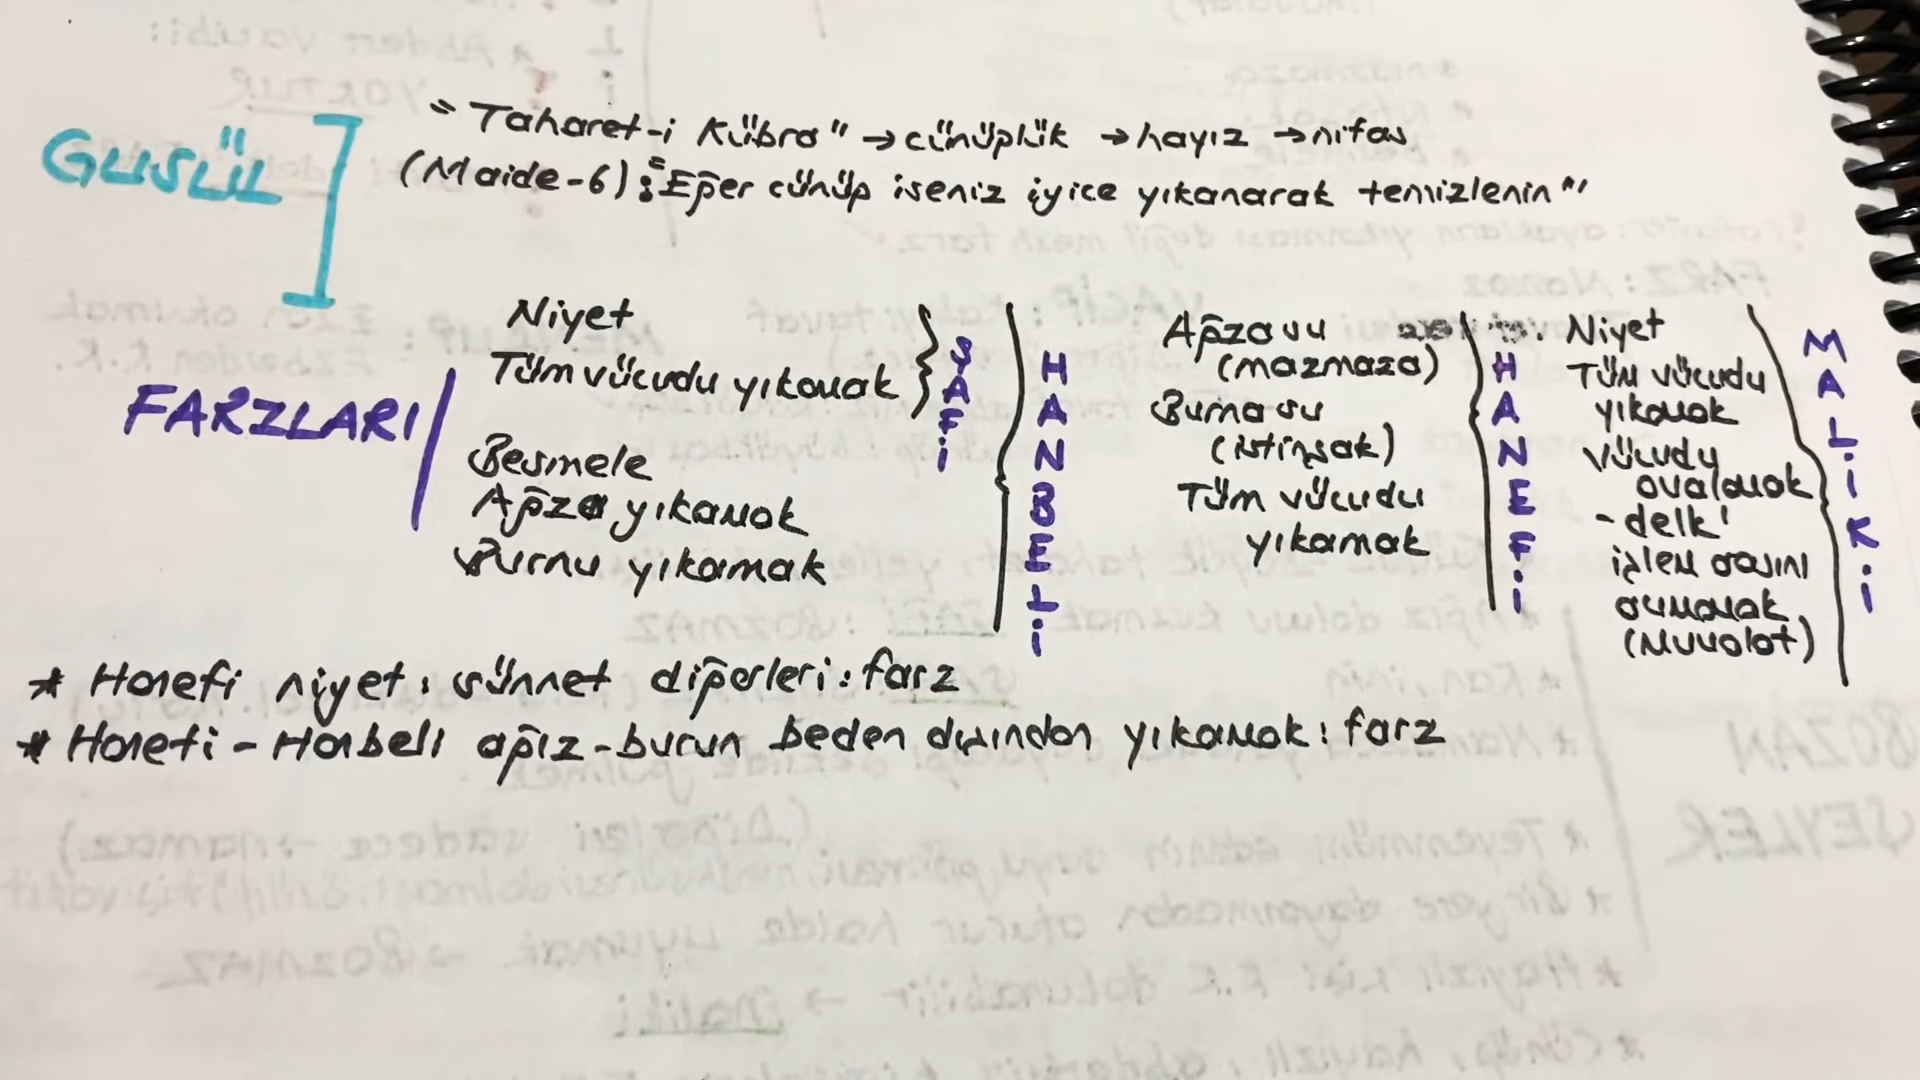 GUSÜL
"Taharet-i Kübra" → cünüplük → hayız → nifas
(Maide-6) : "Eğer cünüp iseniz iyice yıkanarak temizlenin"
FARZLARI
Niyet
Tüm vücudu yıkamak
ŞAFİ
Besmele
Ağza yıkamak
Burnu yıkamak
HANBELİ
Ağza su
(mazmaza)
Burna su
(istinşak)
Tüm vücudu
yıkamak
HANEFİ
Niyet
Tüm vücudu
yıkamak
vücudu
ovalamak
- delk!
işlem arasını
(Muvalat)
MALİKİ
* Hanefi niyet : sünnet diğerleri : farz
* Hanefi - Hanbeli ağız-burun beden dışından yıkamak : farz